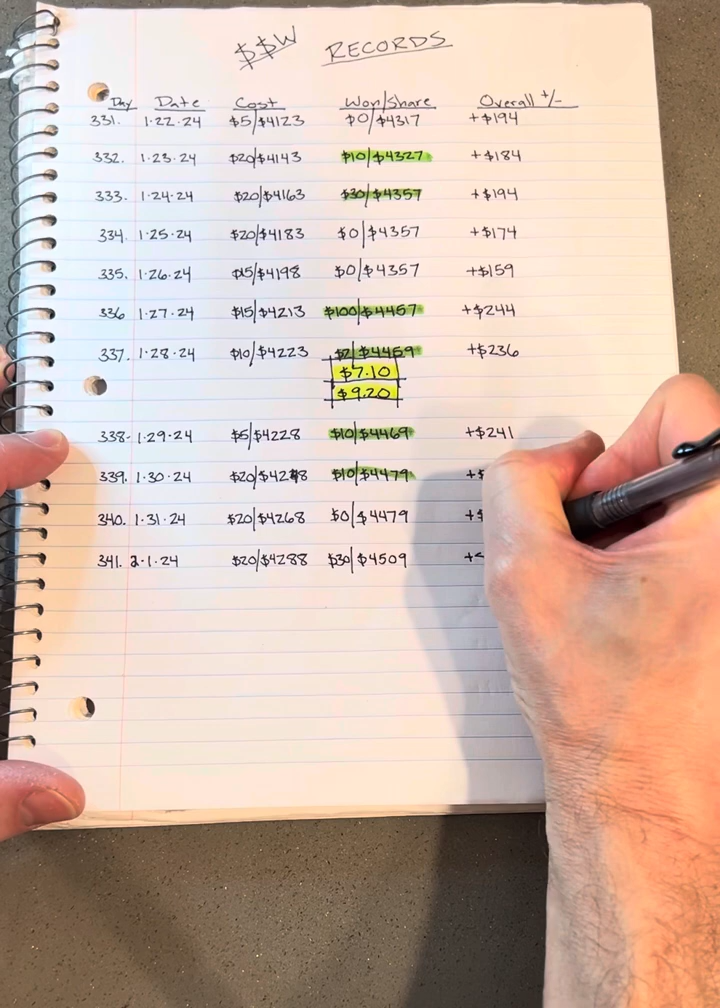 $$W RECORDS
Day Date Cost Won/Share Overall +/-
331. 1.22.24 $5/$4123 $0/$4317 +$194
332. 1.23.24 $20/$4143 $10/$4327 +$184
333. 1.24.24 $20/$4163 $30/$4357 +$194
334. 1.25.24 $20/$4183 $0/$4357 +$174
335. 1.26.24 $15/$4198 $0/$4357 +$159
336 1.27.24 $15/$4213 $100/$4457 +$244
337. 1.28.24 $10/$4223 $2/$4459 +$236
$7.10
$9.20
338. 1.29.24 $5/$4228 $10/$4469 +$241
339. 1.30.24 $20/$4248 $10/$4479 +$
340. 1.31.24 $20/$4268 $0/$4479 +$
341. 2.1.24 $20/$4288 $30/$4509 +